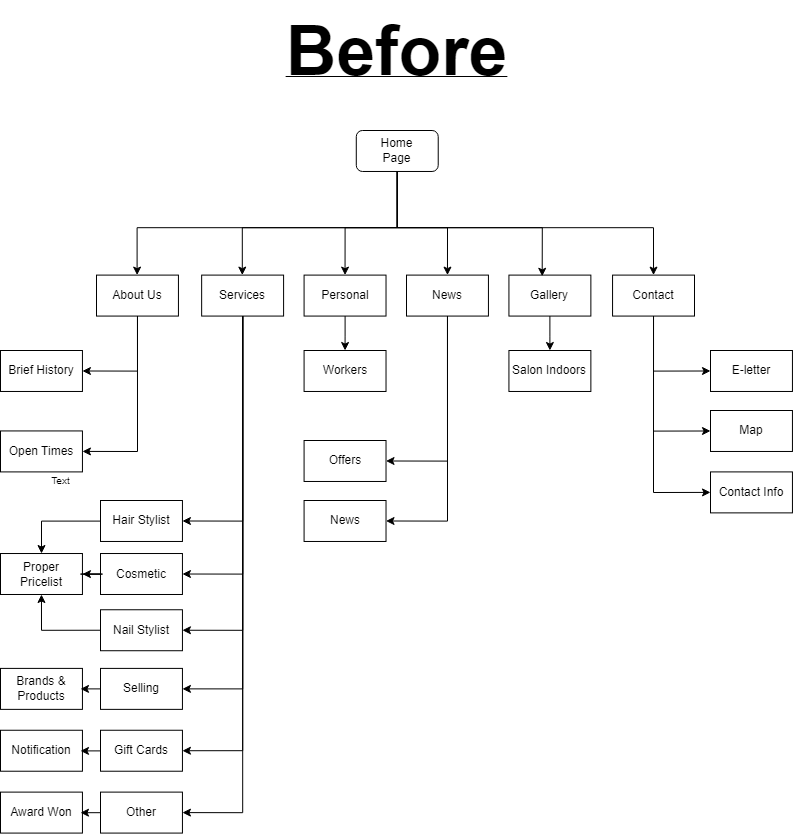 Before
Home
Page
About Us
Services
Personal
News
Gallery
Contact
Brief History
Workers
Salon Indoors
E-letter
Open Times
Text
Offers
Map
News
Contact Info
Hair Stylist
Proper
Pricelist
Cosmetic
Nail Stylist
Brands &
Products
Selling
Notification
Gift Cards
Award Won
Other